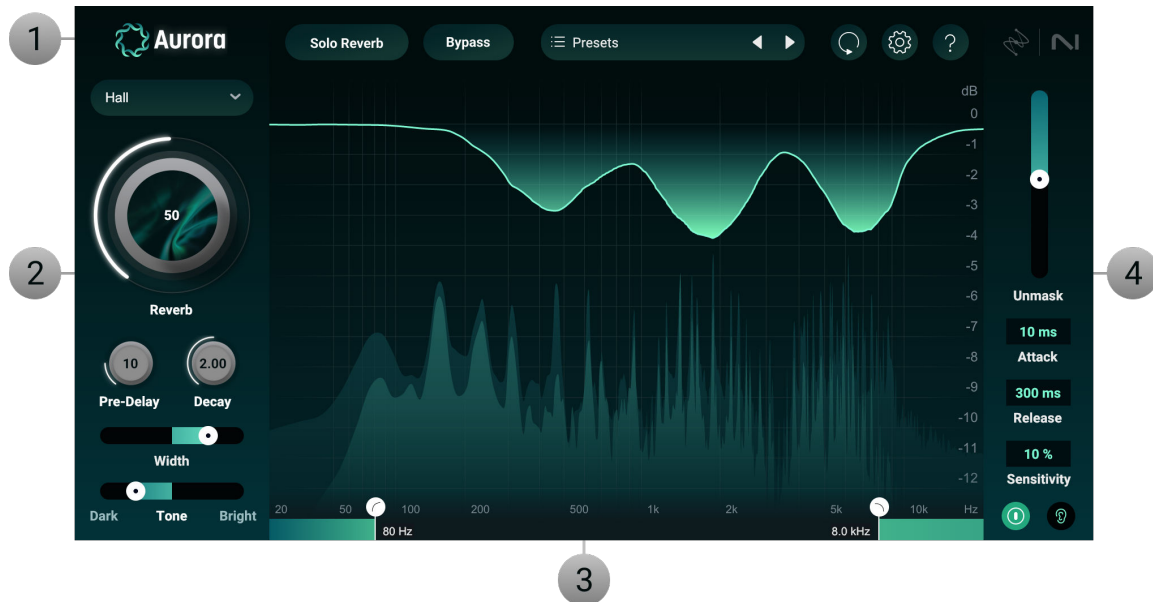 1
Aurora
Solo Reverb
Bypass
Presets
?
Hall
50
Reverb
10
2.00
Pre-Delay
Decay
Width
Dark
Tone
Bright
2
dB
0
-1
-2
-3
-4
-5
-6
-7
-8
-9
-10
-11
-12
20
50
100
200
500
1k
2k
5k
10k
Hz
80 Hz
8.0 kHz
3
Unmask
10 ms
Attack
300 ms
Release
10 %
Sensitivity
4